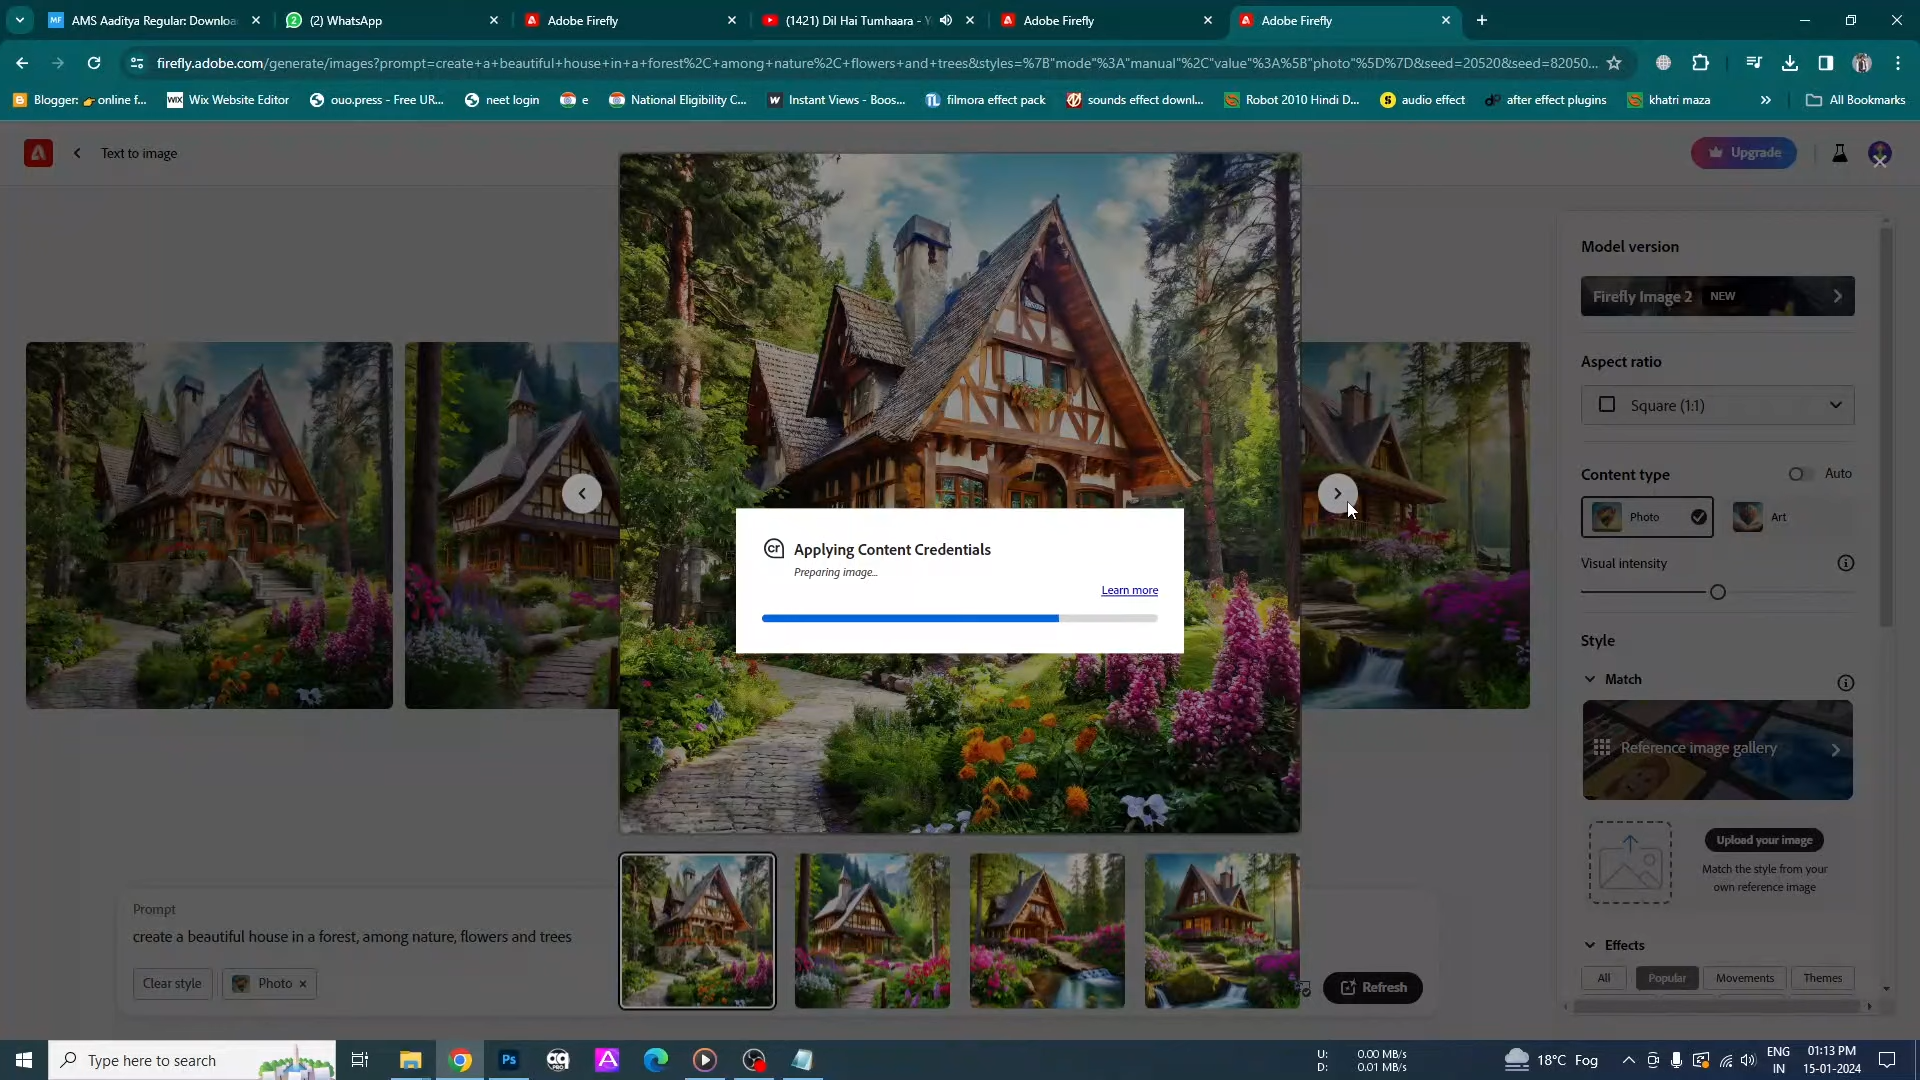 AMS Aaditya Regular: Downloa
(2) WhatsApp
Adobe Firefly
(1421) Dil Hai Tumhaara - Y
Adobe Firefly
Adobe Firefly
firefly.adobe.com/generate/images?prompt=create+a+beautiful+house+in+a+forest%2C+among+nature%2C+flowers+and+trees&styles=%7B"mode"%3A"manual"%2C"value"%3A%5B"photo"%5D%7D&seed=20520&seed=82050...
Blogger: 👉online f...
Wix Website Editor
ouo.press - Free UR...
neet login
e
National Eligibility C...
Instant Views - Boos...
filmora effect pack
sounds effect downl...
Robot 2010 Hindi D...
audio effect
after effect plugins
khatri maza
All Bookmarks
Text to image
Upgrade
Model version
Firefly Image 2 NEW
Aspect ratio
Square (1:1)
Content type
Auto
Photo
Art
Visual intensity
Applying Content Credentials
Preparing image...
Learn more
Style
Match
Reference image gallery
Upload your image
Match the style from your
own reference image
Effects
All
Popular
Movements
Themes
Prompt
create a beautiful house in a forest, among nature, flowers and trees
Clear style
Photo
Refresh
Type here to search
Ps
U: 0.00 MB/s
D: 0.01 MB/s
18°C Fog
ENG
IN
01:13 PM
15-01-2024